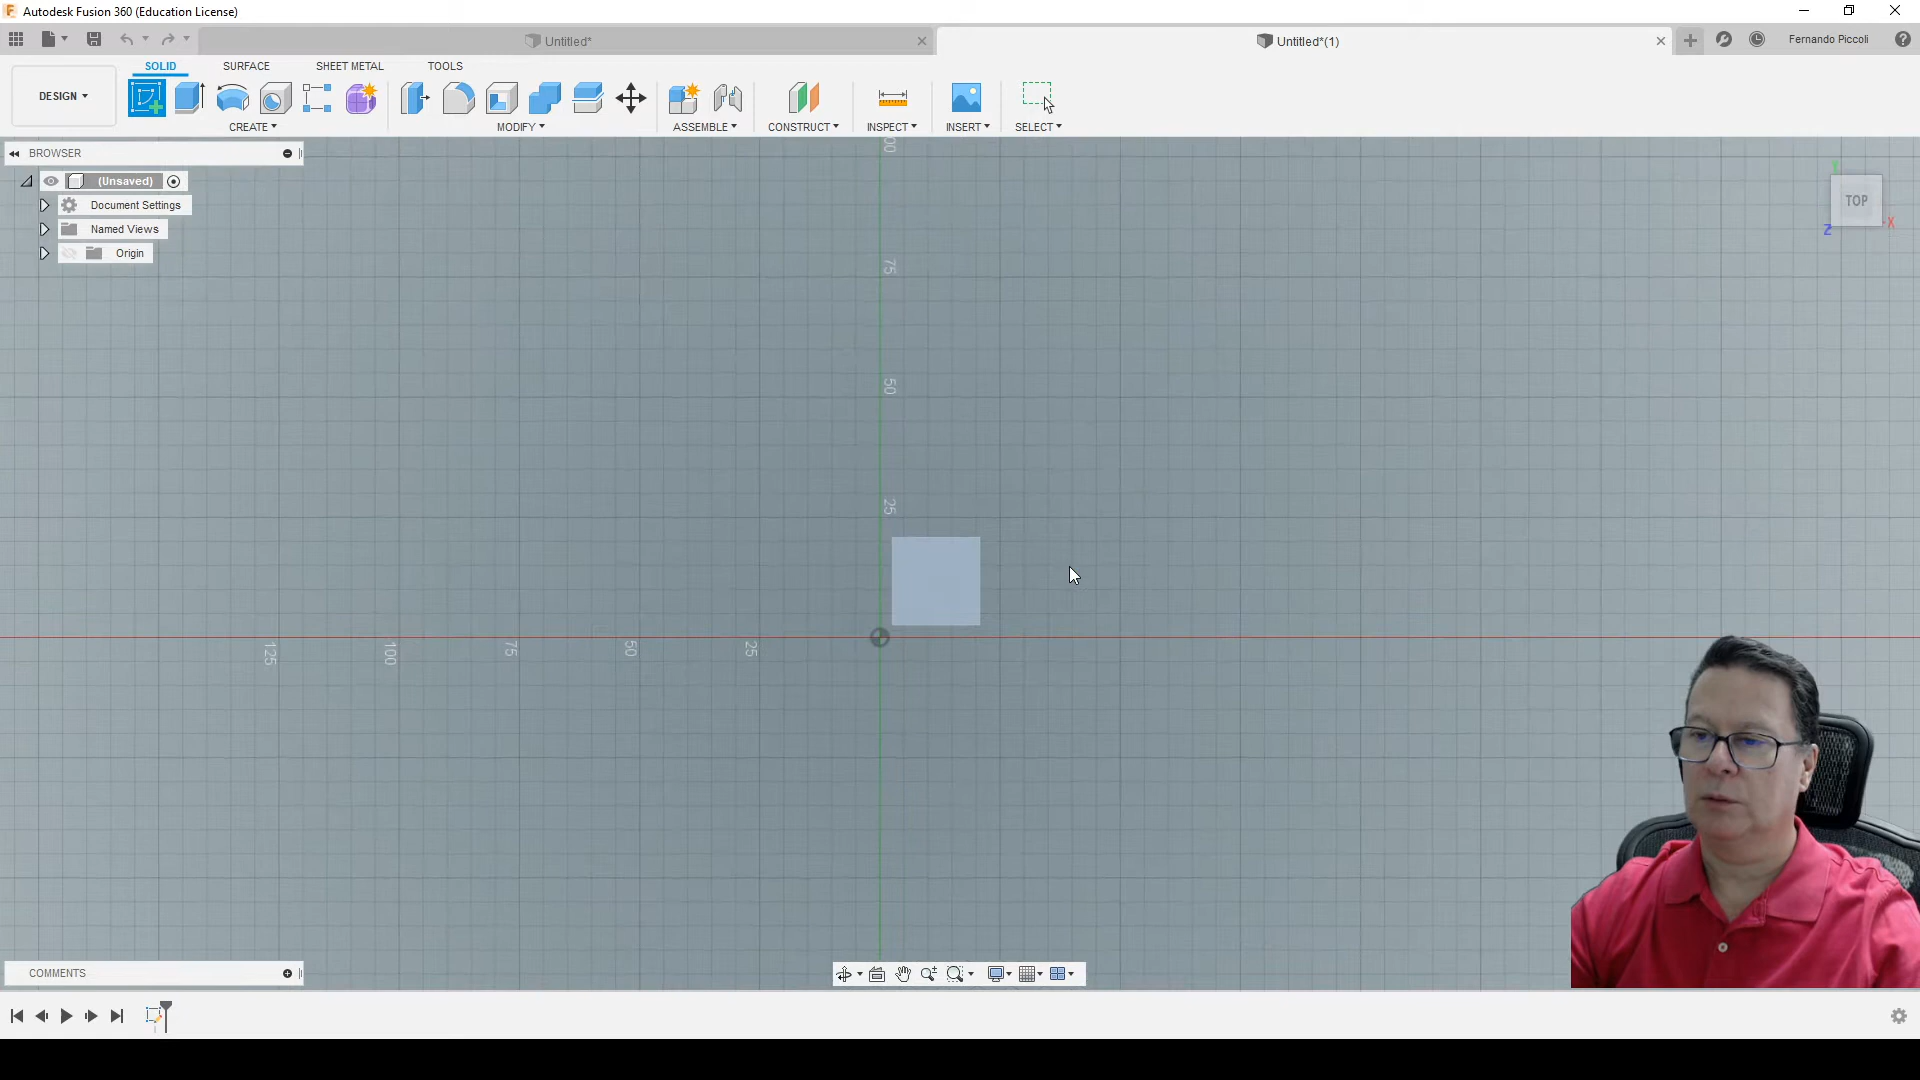 Autodesk Fusion 360 (Education License)
Untitled*
Untitled*(1)
Fernando Piccoli
DESIGN
SOLID
SURFACE
SHEET METAL
TOOLS
CREATE
MODIFY
ASSEMBLE
CONSTRUCT
INSPECT
INSERT
SELECT
BROWSER
(Unsaved)
Document Settings
Named Views
Origin
TOP
Y
X
Z
75
50
25
125
100
75
50
25
COMMENTS